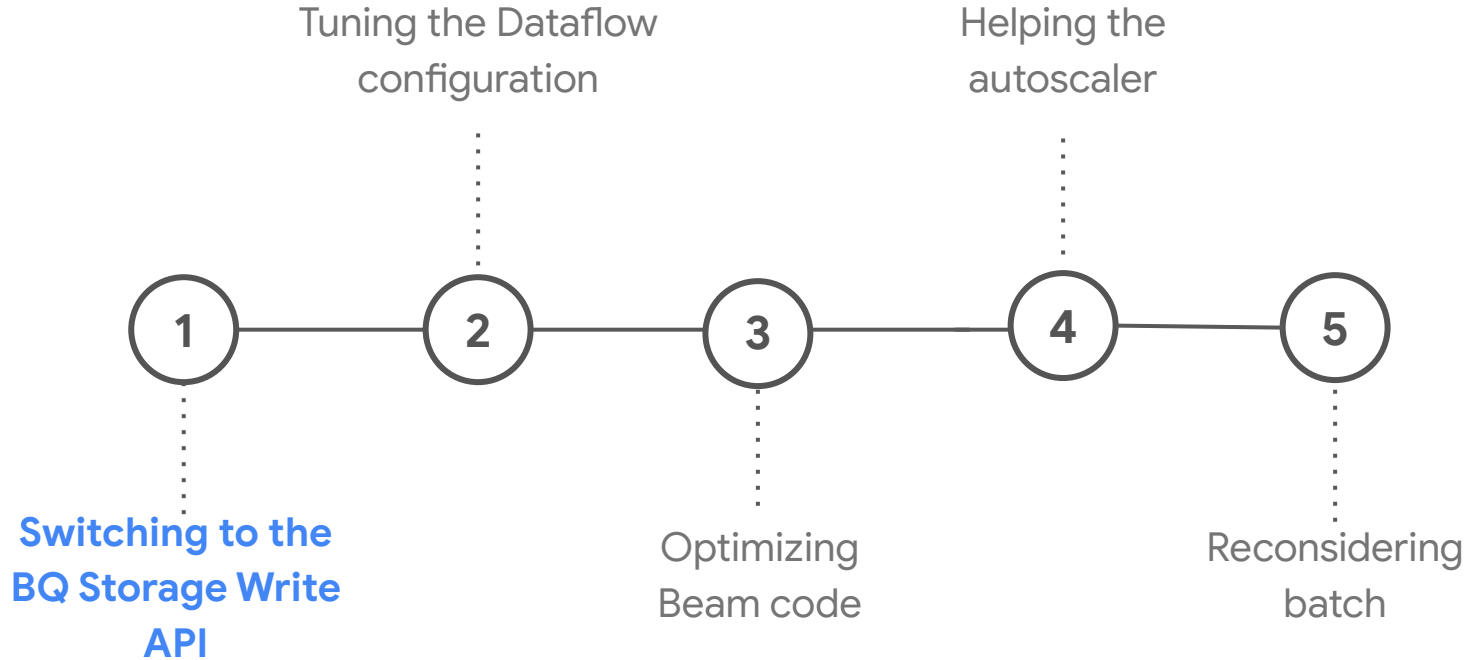 Tuning the Dataflow
configuration
Helping the
autoscaler
1
2
3
4
5
Switching to the
BQ Storage Write
API
Optimizing
Beam code
Reconsidering
batch